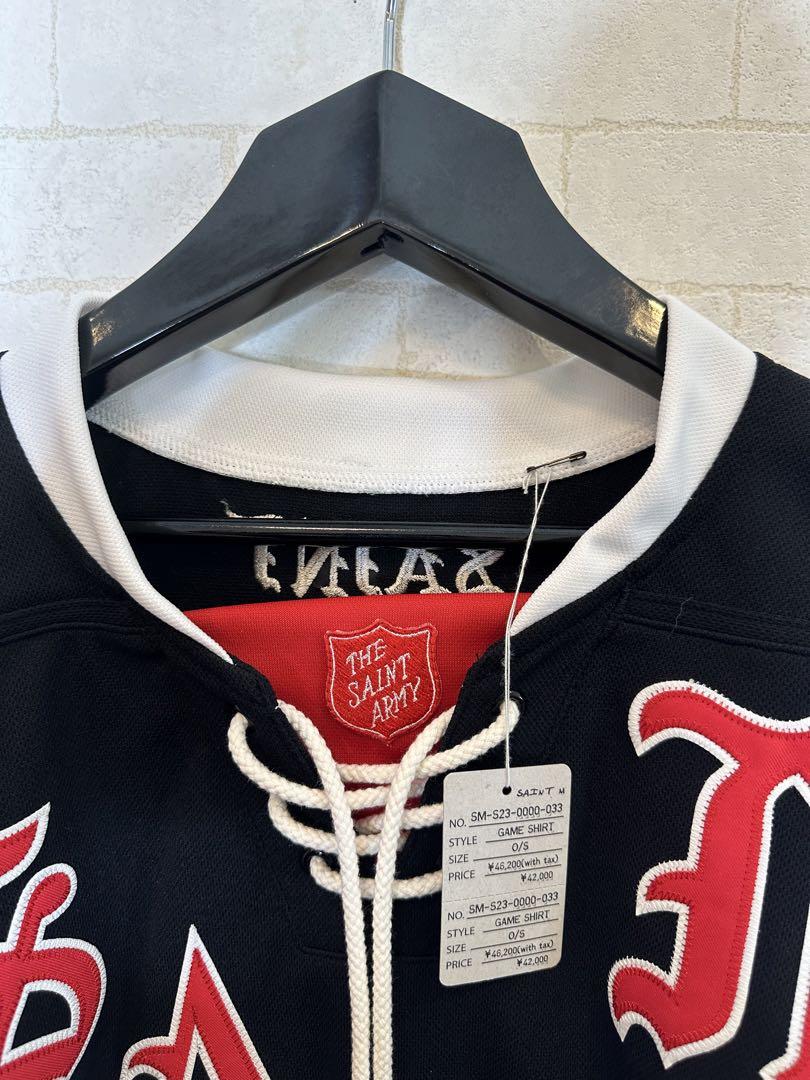 THE
SAINT
ARMY
SAINT M
NO. SM-S23-0000-033
STYLE GAME SHIRT
SIZE O/S
PRICE ¥46,200(with tax)
¥42,000
NO. SM-S23-0000-033
STYLE GAME SHIRT
SIZE O/S
PRICE ¥46,200(with tax)
¥42,000